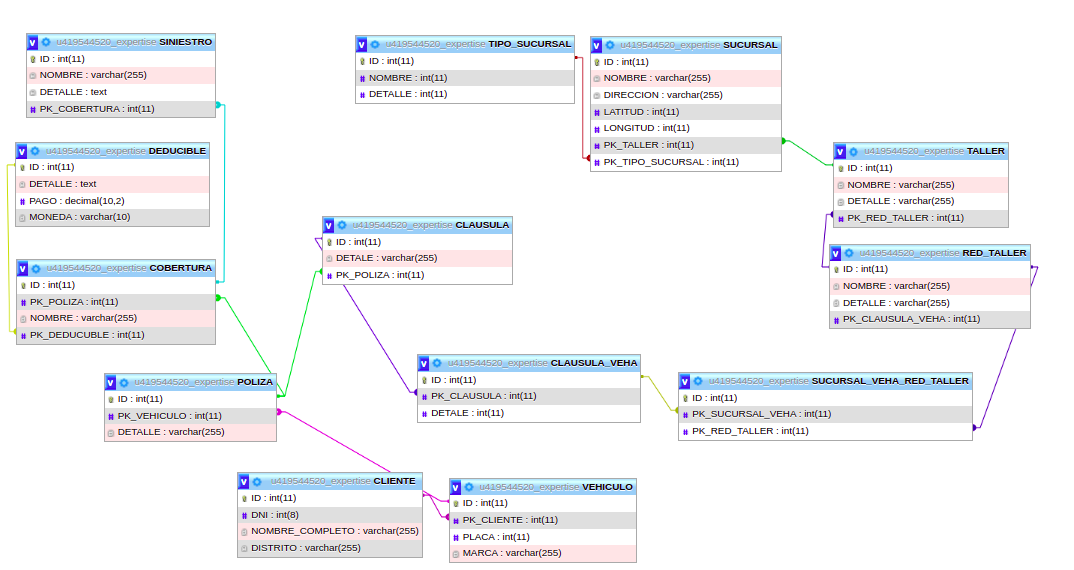 u419544520_expertise SINIESTRO
ID : int(11)
NOMBRE : varchar(255)
DETALLE : text
PK_COBERTURA : int(11)
u419544520_expertise TIPO_SUCURSAL
ID : int(11)
NOMBRE : int(11)
DETALLE : int(11)
u419544520_expertise SUCURSAL
ID : int(11)
NOMBRE : varchar(255)
DIRECCION : varchar(255)
LATITUD : int(11)
LONGITUD : int(11)
PK_TALLER : int(11)
PK_TIPO_SUCURSAL : int(11)
u419544520_expertise DEDUCIBLE
ID : int(11)
DETALLE : text
PAGO : decimal(10,2)
MONEDA : varchar(10)
u419544520_expertise TALLER
ID : int(11)
NOMBRE : varchar(255)
DETALLE : varchar(255)
PK_RED_TALLER : int(11)
u419544520_expertise CLAUSULA
ID : int(11)
DETALE : varchar(255)
PK_POLIZA : int(11)
u419544520_expertise RED_TALLER
ID : int(11)
NOMBRE : varchar(255)
DETALLE : varchar(255)
PK_CLAUSULA_VEHA : int(11)
u419544520_expertise COBERTURA
ID : int(11)
PK_POLIZA : int(11)
NOMBRE : varchar(255)
PK_DEDUCUBLE : int(11)
u419544520_expertise CLAUSULA_VEHA
ID : int(11)
PK_CLAUSULA : int(11)
DETALE : int(11)
u419544520_expertise POLIZA
ID : int(11)
PK_VEHICULO : int(11)
DETALLE : varchar(255)
u419544520_expertise SUCURSAL_VEHA_RED_TALLER
ID : int(11)
PK_SUCURSAL_VEHA : int(11)
PK_RED_TALLER : int(11)
u419544520_expertise CLIENTE
ID : int(11)
DNI : int(8)
NOMBRE_COMPLETO : varchar(255)
DISTRITO : varchar(255)
u419544520_expertise VEHICULO
ID : int(11)
PK_CLIENTE : int(11)
PLACA : int(11)
MARCA : varchar(255)